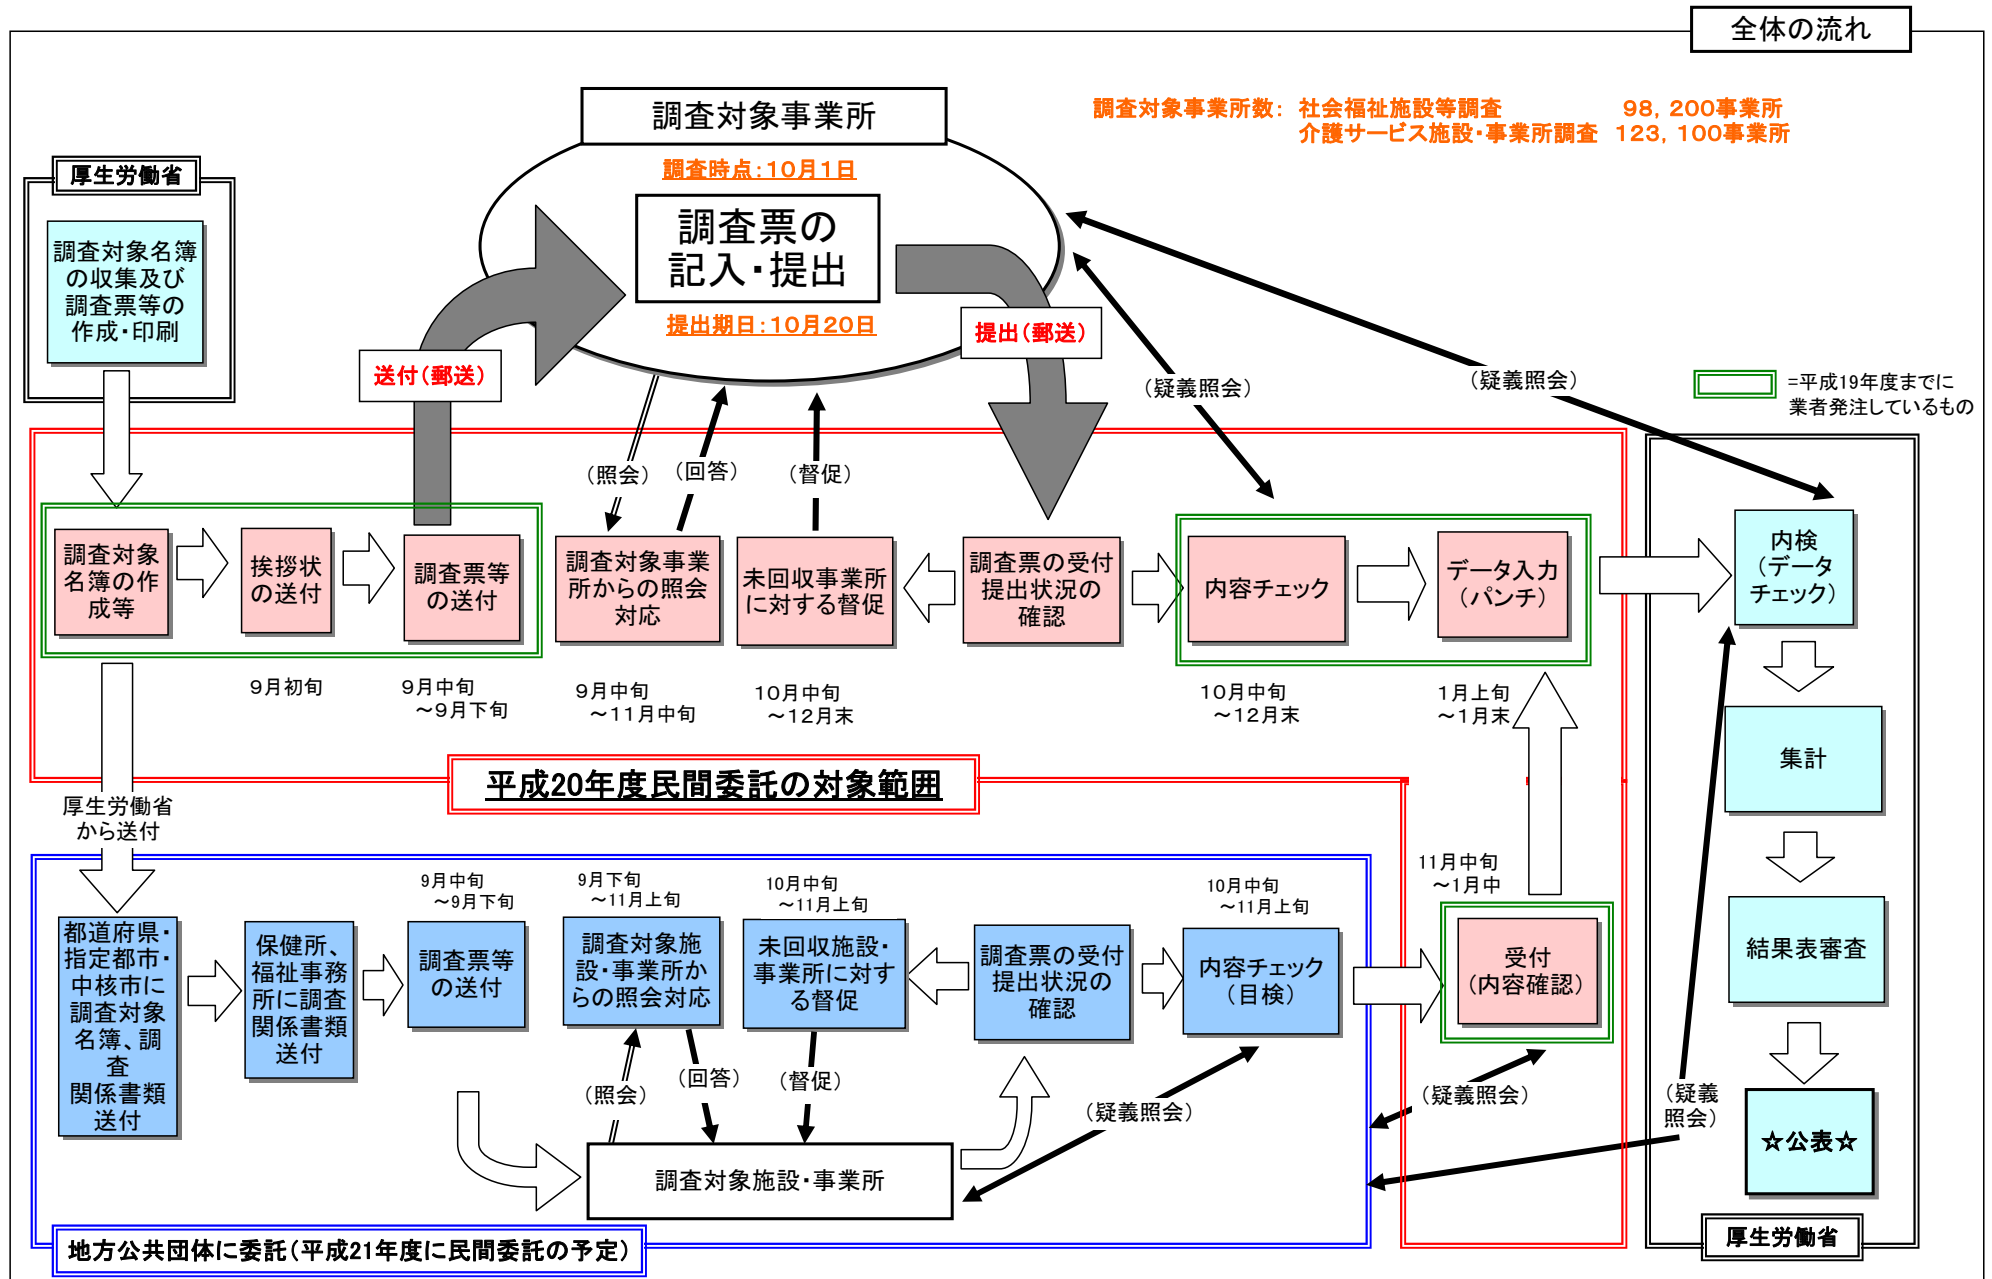 全体の流れ
調査対象事業所
調査対象事業所数： 社会福祉施設等調査 98，200事業所
介護サービス施設・事業所調査 123，100事業所
調査時点：10月1日
調査票の
記入・提出
提出期日：10月20日
厚生労働省
調査対象名簿
の収集及び
調査票等の
作成・印刷
送付（郵送）
提出（郵送）
（疑義照会）
（疑義照会）
=平成19年度までに
業者発注しているもの
（照会）
（回答）
（督促）
調査対象
名簿の作
成等
挨拶状
の送付
調査票等
の送付
調査対象事業
所からの照会
対応
未回収事業所
に対する督促
調査票の受付
提出状況の
確認
内容チェック
データ入力
（パンチ）
内検
（データ
チェック）
9月初旬
9月中旬
～9月下旬
9月中旬
～11月中旬
10月中旬
～12月末
10月中旬
～12月末
1月上旬
～1月末
集計
平成20年度民間委託の対象範囲
厚生労働省
から送付
9月中旬
～9月下旬
9月下旬
～11月上旬
10月中旬
～11月上旬
10月中旬
～11月上旬
11月中旬
～1月中
都道府県・
指定都市・
中核市に
調査対象
名簿、調
査
関係書類
送付
保健所、
福祉事務
所に調査
関係書類
送付
調査票等
の送付
調査対象施
設・事業所か
らの照会対応
未回収施設・
事業所に対す
る督促
調査票の受付
提出状況の
確認
内容チェック
（目検）
受付
（内容確認）
結果表審査
（照会）
（回答）
（督促）
（疑義照会）
（疑義照会）
（疑義
照会）
☆公表☆
調査対象施設・事業所
地方公共団体に委託（平成21年度に民間委託の予定）
厚生労働省